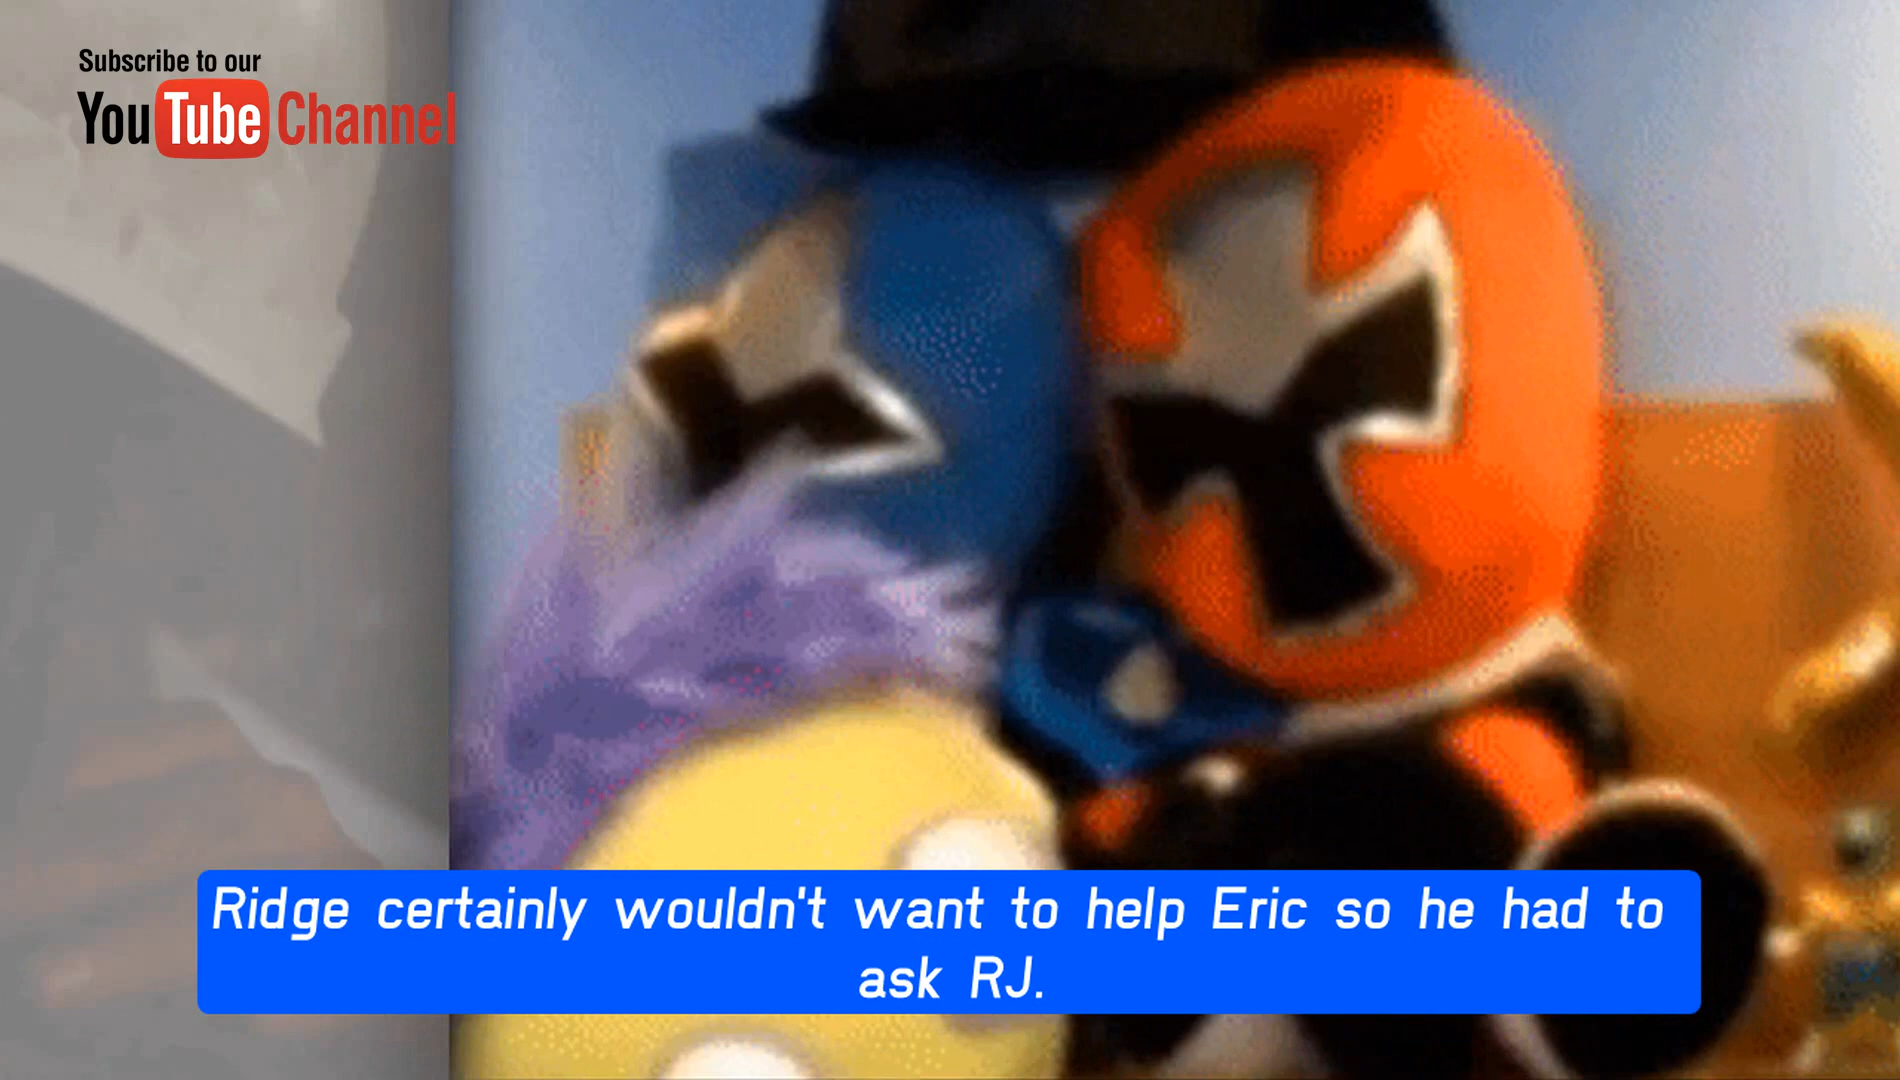 Subscribe to our
YouTube Channel
Ridge certainly wouldn't want to help Eric so he had to
ask RJ.